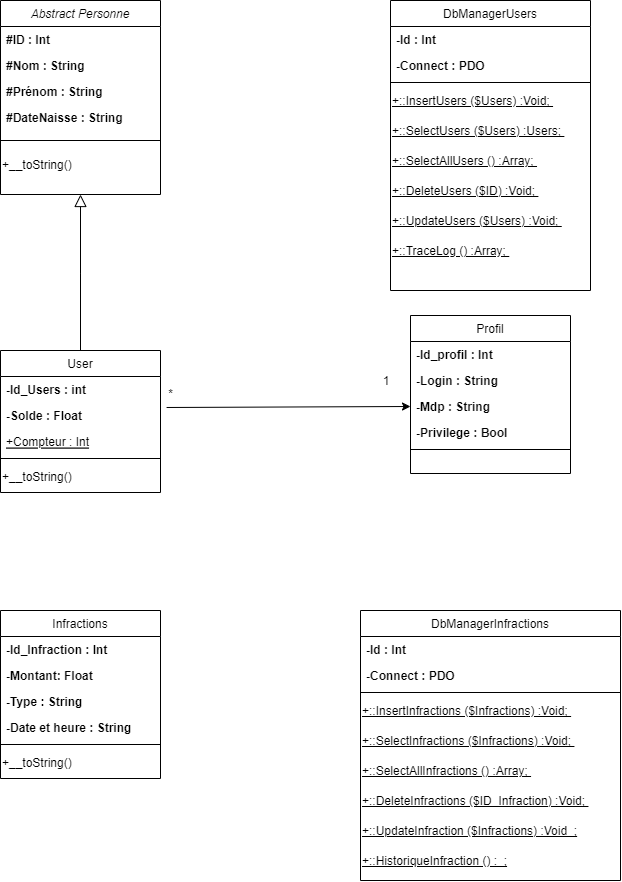 Abstract Personne
#ID : Int
#Nom : String
#Prénom : String
#DateNaisse : String
+__toString()
DbManagerUsers
-Id : Int
-Connect : PDO
+::InsertUsers ($Users) :Void;
+::SelectUsers ($Users) :Users;
+::SelectAllUsers () :Array;
+::DeleteUsers ($ID) :Void;
+::UpdateUsers ($Users) :Void;
+::TraceLog () :Array;
User
-Id_Users : int
-Solde : Float
+Compteur : Int
+__toString()
*
1
Profil
-Id_profil : Int
-Login : String
-Mdp : String
-Privilege : Bool
Infractions
-Id_Infraction : Int
-Montant: Float
-Type : String
-Date et heure : String
+__toString()
DbManagerInfractions
-Id : Int
-Connect : PDO
+::InsertInfractions ($Infractions) :Void;
+::SelectInfractions ($Infractions) :Void;
+::SelectAllInfractions () :Array;
+::DeleteInfractions ($ID_Infraction) :Void;
+::UpdateInfraction ($Infractions) :Void ;
+::HistoriqueInfraction () : ;